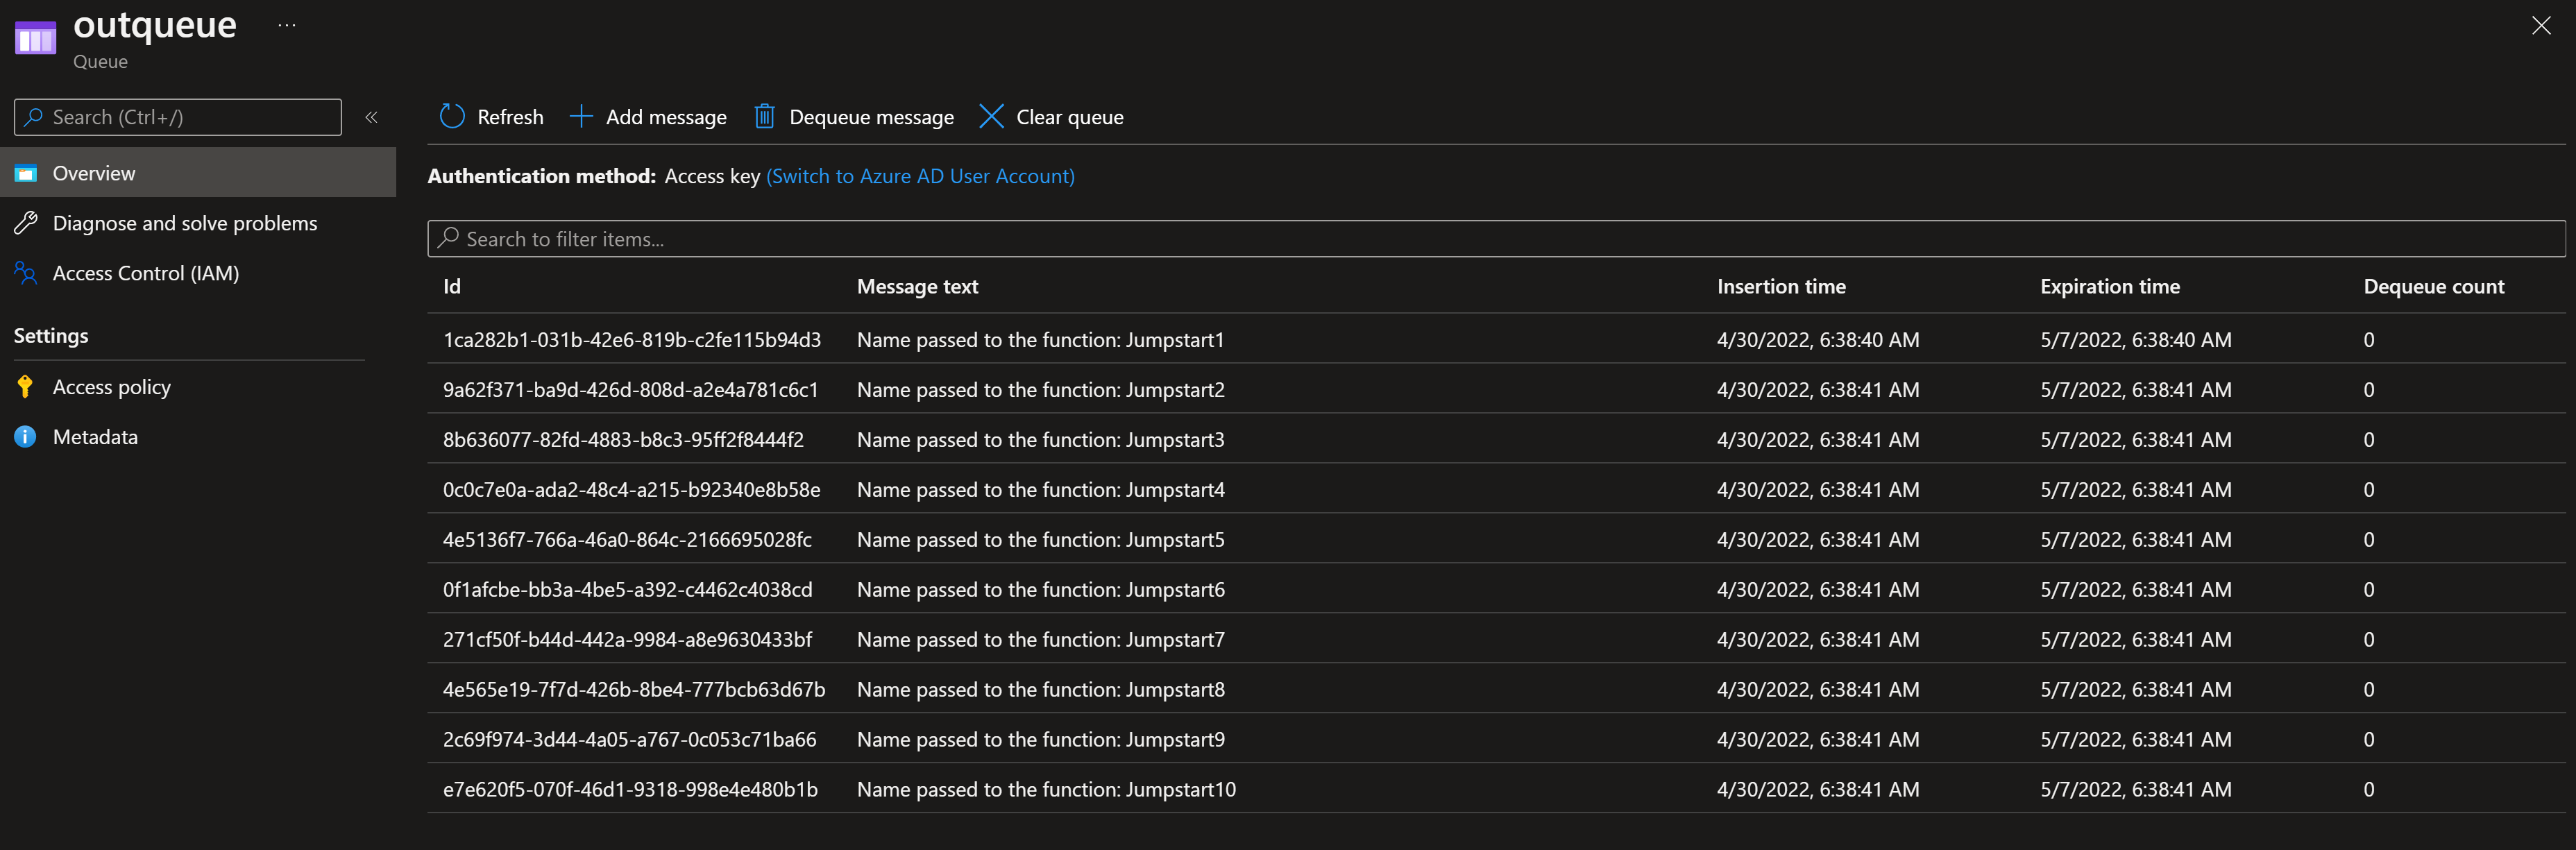 outqueue ...
Queue
Search (Ctrl+/) «
Overview
Diagnose and solve problems
Access Control (IAM)
Settings
Access policy
Metadata
Refresh Add message Dequeue message Clear queue
Authentication method: Access key (Switch to Azure AD User Account)
Search to filter items...
Id Message text Insertion time Expiration time Dequeue count
1ca282b1-031b-42e6-819b-c2fe115b94d3 Name passed to the function: Jumpstart1 4/30/2022, 6:38:40 AM 5/7/2022, 6:38:40 AM 0
9a62f371-ba9d-426d-808d-a2e4a781c6c1 Name passed to the function: Jumpstart2 4/30/2022, 6:38:41 AM 5/7/2022, 6:38:41 AM 0
8b636077-82fd-4883-b8c3-95ff2f8444f2 Name passed to the function: Jumpstart3 4/30/2022, 6:38:41 AM 5/7/2022, 6:38:41 AM 0
0c0c7e0a-ada2-48c4-a215-b92340e8b58e Name passed to the function: Jumpstart4 4/30/2022, 6:38:41 AM 5/7/2022, 6:38:41 AM 0
4e5136f7-766a-46a0-864c-2166695028fc Name passed to the function: Jumpstart5 4/30/2022, 6:38:41 AM 5/7/2022, 6:38:41 AM 0
0f1afcbe-bb3a-4be5-a392-c4462c4038cd Name passed to the function: Jumpstart6 4/30/2022, 6:38:41 AM 5/7/2022, 6:38:41 AM 0
271cf50f-b44d-442a-9984-a8e9630433bf Name passed to the function: Jumpstart7 4/30/2022, 6:38:41 AM 5/7/2022, 6:38:41 AM 0
4e565e19-7f7d-426b-8be4-777bcb63d67b Name passed to the function: Jumpstart8 4/30/2022, 6:38:41 AM 5/7/2022, 6:38:41 AM 0
2c69f974-3d44-4a05-a767-0c053c71ba66 Name passed to the function: Jumpstart9 4/30/2022, 6:38:41 AM 5/7/2022, 6:38:41 AM 0
e7e620f5-070f-46d1-9318-998e4e480b1b Name passed to the function: Jumpstart10 4/30/2022, 6:38:41 AM 5/7/2022, 6:38:41 AM 0